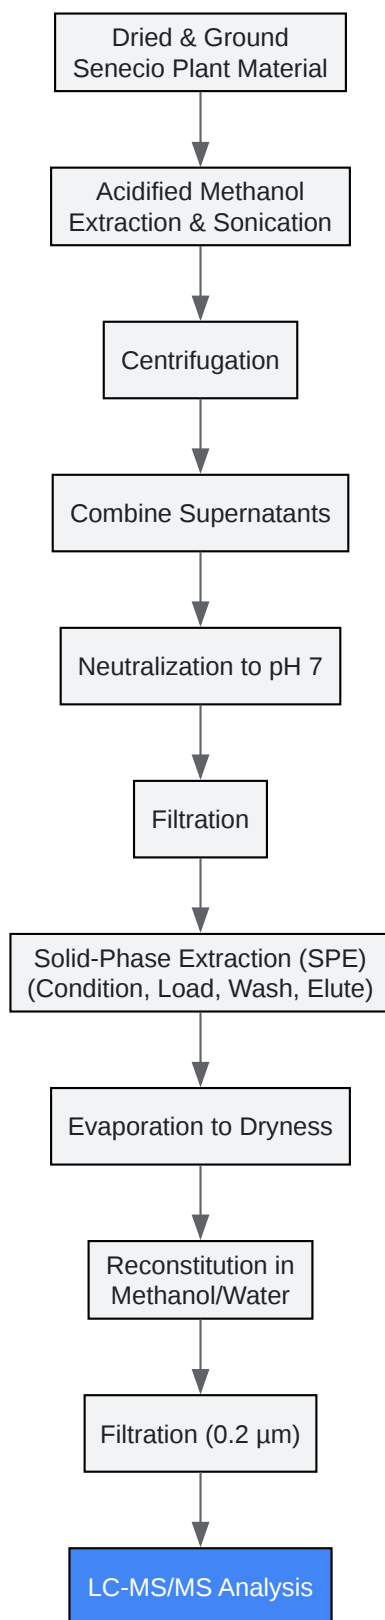 Dried & Ground
Senecio Plant Material
Acidified Methanol
Extraction & Sonication
Centrifugation
Combine Supernatants
Neutralization to pH 7
Filtration
Solid-Phase Extraction (SPE)
(Condition, Load, Wash, Elute)
Evaporation to Dryness
Reconstitution in
Methanol/Water
Filtration (0.2 µm)
LC-MS/MS Analysis